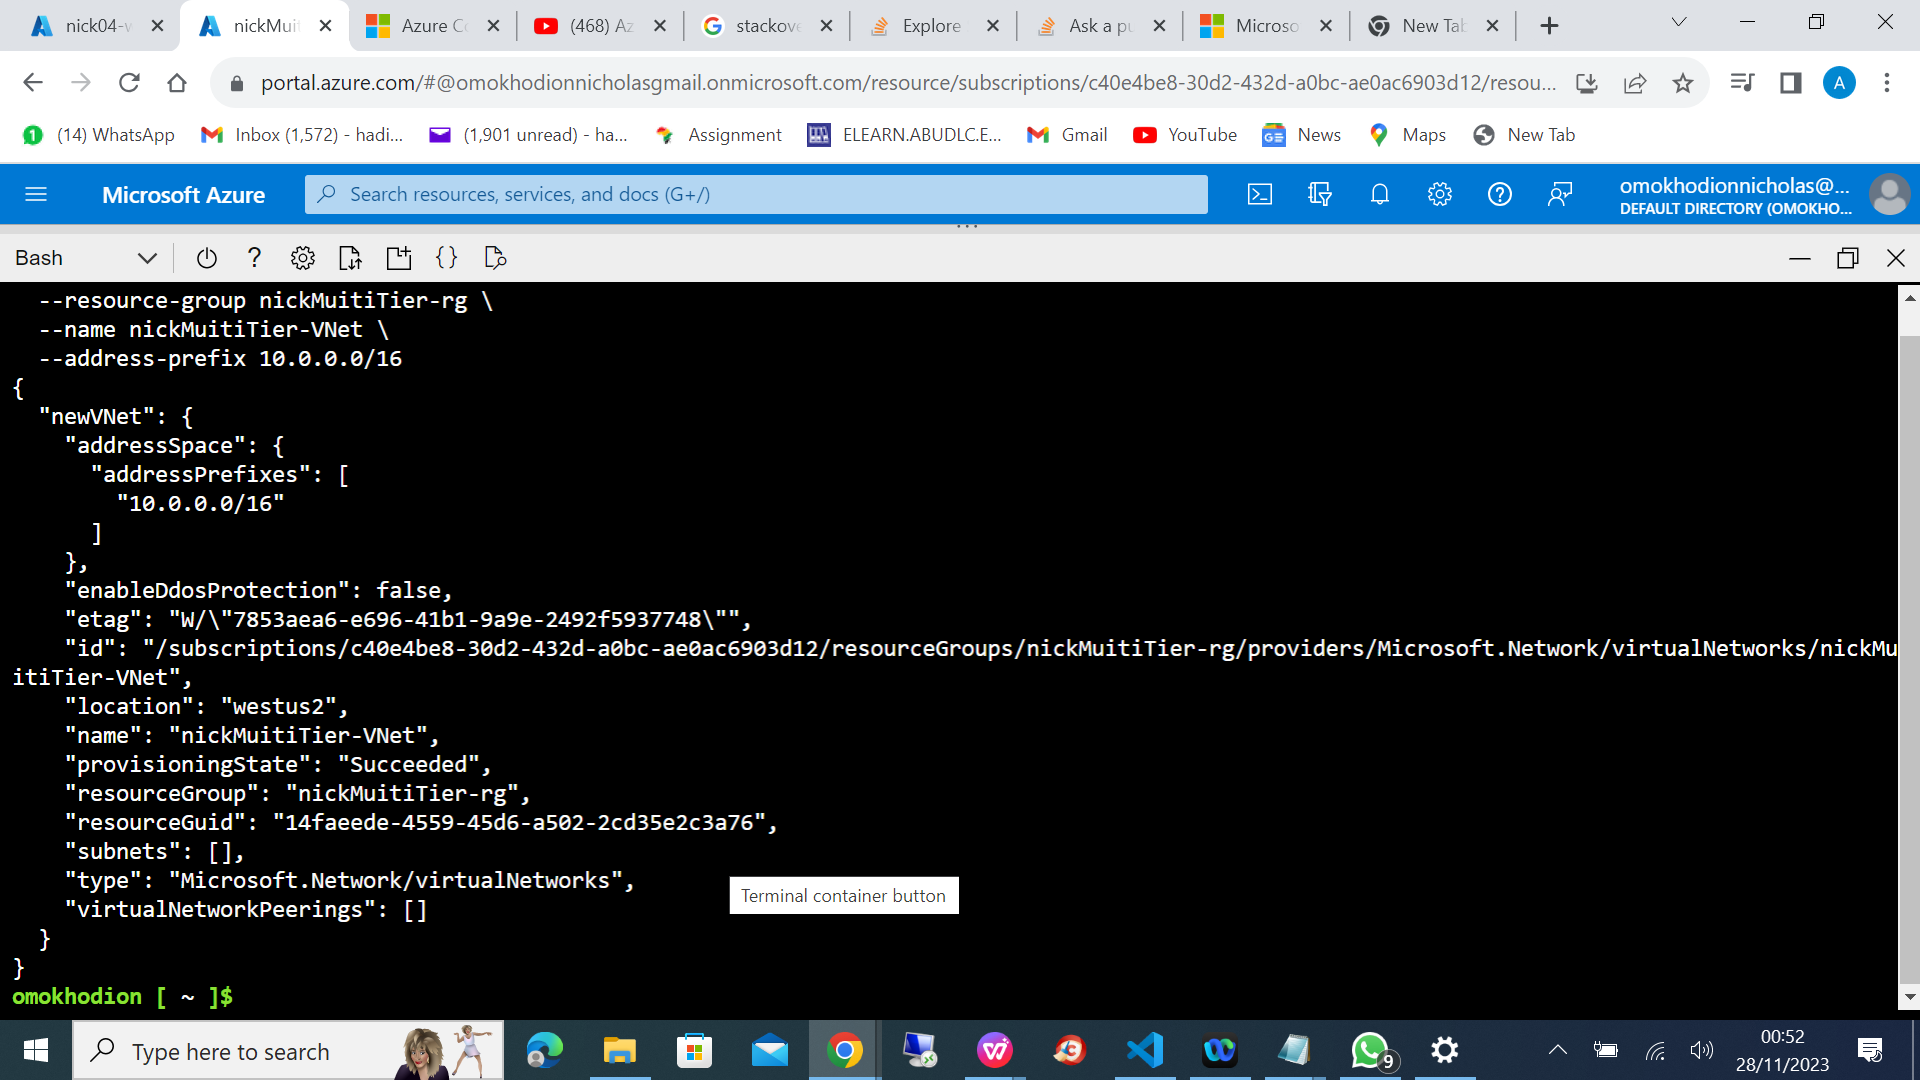 nick04-w
nickMuit
Azure Co
(468) Az
stackove
Explore
Ask a pu
Microso
New Tab
portal.azure.com/#@omokhodionnicholasgmail.onmicrosoft.com/resource/subscriptions/c40e4be8-30d2-432d-a0bc-ae0ac6903d12/resou...
A
(14) WhatsApp
Inbox (1,572) - hadi...
(1,901 unread) - ha...
Assignment
ELEARN.ABUDLC.E...
Gmail
YouTube
News
Maps
New Tab
Microsoft Azure
Search resources, services, and docs (G+/)
omokhodionnicholas@...
DEFAULT DIRECTORY (OMOKHO...
Bash
  --resource-group nickMuitiTier-rg \
  --name nickMuitiTier-VNet \
  --address-prefix 10.0.0.0/16
{
  "newVNet": {
    "addressSpace": {
      "addressPrefixes": [
        "10.0.0.0/16"
      ]
    },
    "enableDdosProtection": false,
    "etag": "W/\"7853aea6-e696-41b1-9a9e-2492f5937748\"",
    "id": "/subscriptions/c40e4be8-30d2-432d-a0bc-ae0ac6903d12/resourceGroups/nickMuitiTier-rg/providers/Microsoft.Network/virtualNetworks/nickMu
itiTier-VNet",
    "location": "westus2",
    "name": "nickMuitiTier-VNet",
    "provisioningState": "Succeeded",
    "resourceGroup": "nickMuitiTier-rg",
    "resourceGuid": "14faeede-4559-45d6-a502-2cd35e2c3a76",
    "subnets": [],
    "type": "Microsoft.Network/virtualNetworks",
    "virtualNetworkPeerings": []
  }
}
Terminal container button
omokhodion [ ~ ]$
Type here to search
9
00:52
28/11/2023